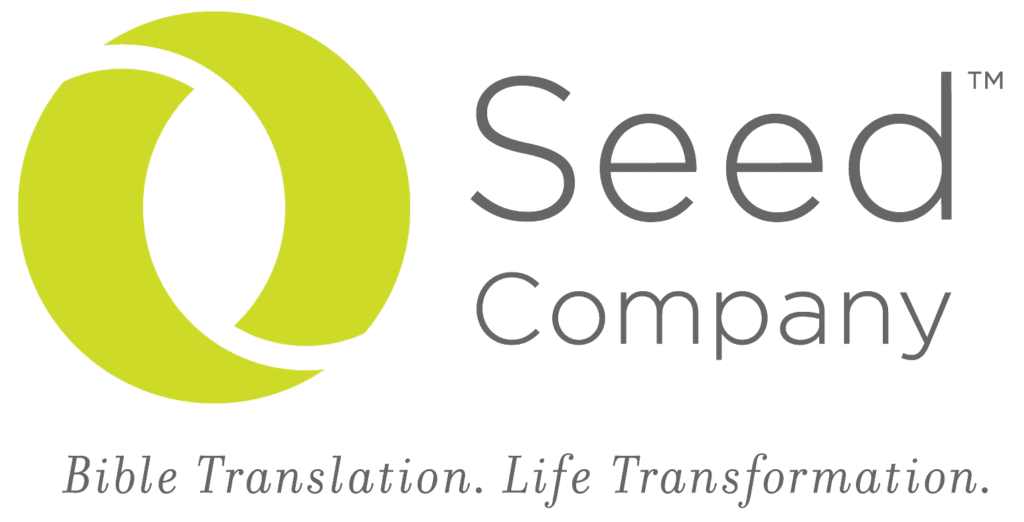 Seed™
Company
Bible Translation. Life Transformation.